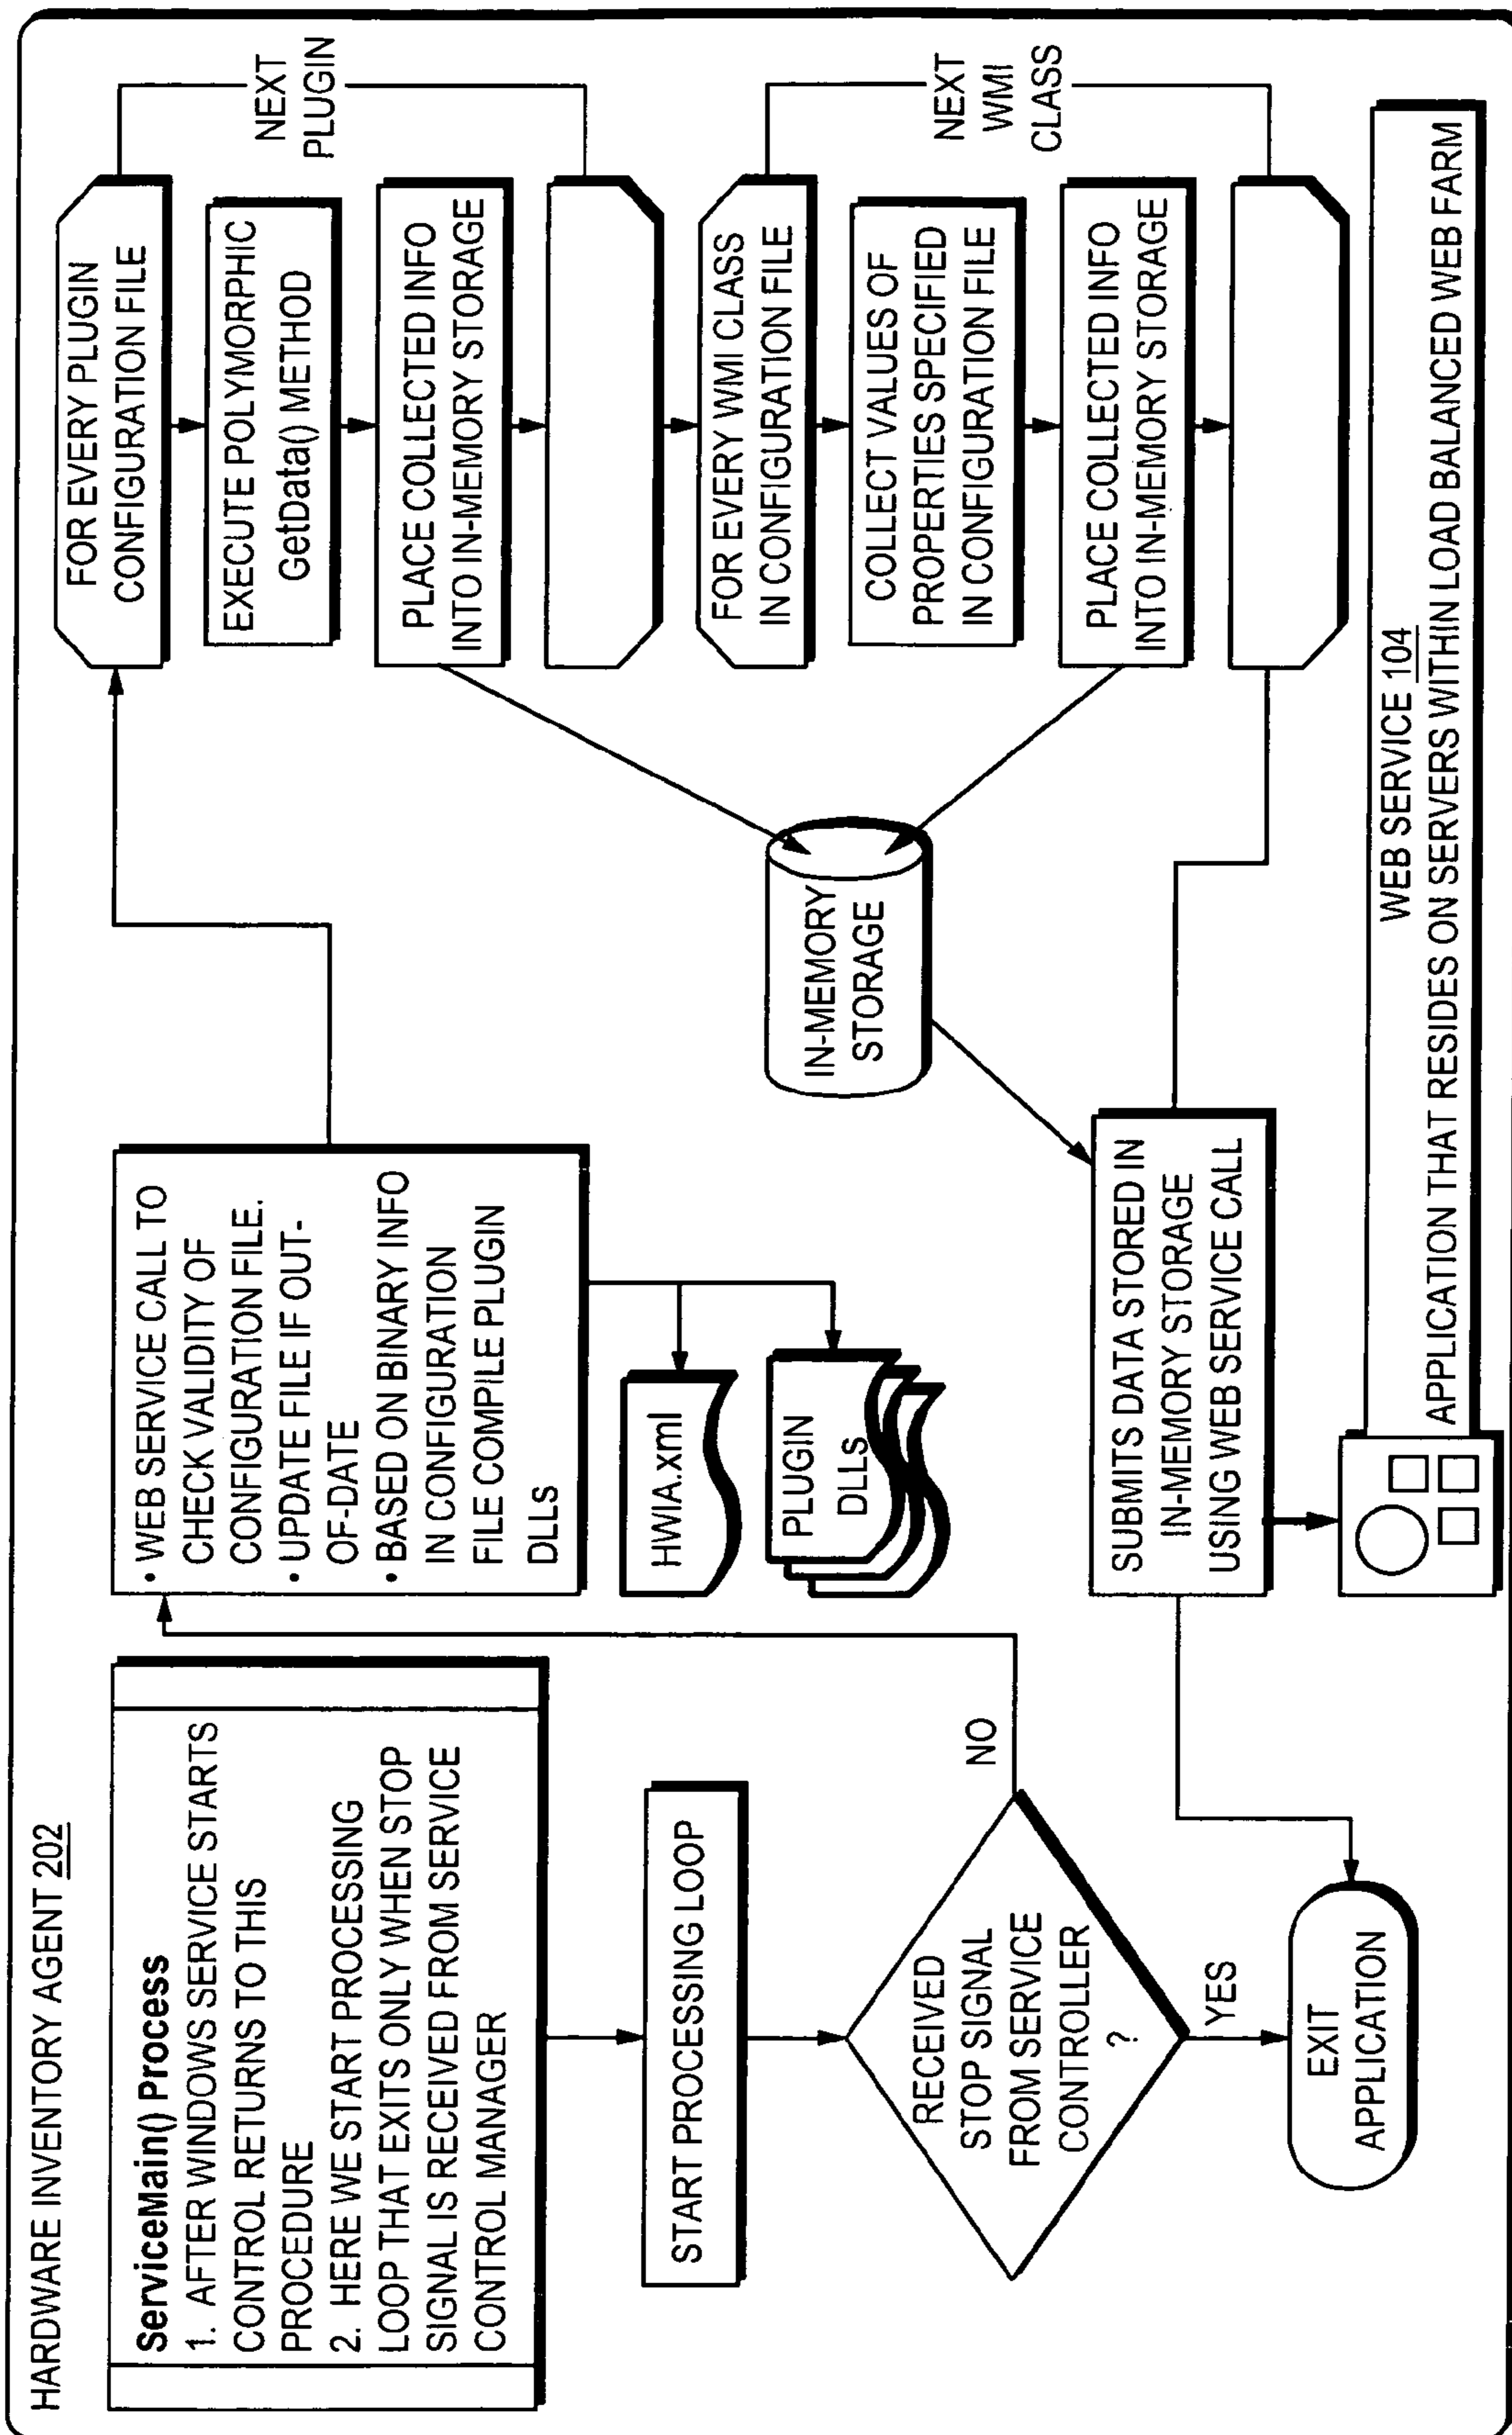 HARDWARE INVENTORY AGENT 202
ServiceMain() Process
1. AFTER WINDOWS SERVICE STARTS
CONTROL RETURNS TO THIS
PROCEDURE
2. HERE WE START PROCESSING
LOOP THAT EXITS ONLY WHEN STOP
SIGNAL IS RECEIVED FROM SERVICE
CONTROL MANAGER
START PROCESSING LOOP
RECEIVED
STOP SIGNAL
FROM SERVICE
CONTROLLER
?
NO
YES
EXIT
APPLICATION
• WEB SERVICE CALL TO
CHECK VALIDITY OF
CONFIGURATION FILE.
• UPDATE FILE IF OUT-
OF-DATE
• BASED ON BINARY INFO
IN CONFIGURATION
FILE COMPILE PLUGIN
DLLs
HWIA.xml
PLUGIN
DLLs
IN-MEMORY
STORAGE
SUBMITS DATA STORED IN
IN-MEMORY STORAGE
USING WEB SERVICE CALL
FOR EVERY PLUGIN
CONFIGURATION FILE
EXECUTE POLYMORPHIC
GetData() METHOD
PLACE COLLECTED INFO
INTO IN-MEMORY STORAGE
NEXT
PLUGIN
FOR EVERY WMI CLASS
IN CONFIGURATION FILE
COLLECT VALUES OF
PROPERTIES SPECIFIED
IN CONFIGURATION FILE
PLACE COLLECTED INFO
INTO IN-MEMORY STORAGE
NEXT
WMI
CLASS
WEB SERVICE 104
APPLICATION THAT RESIDES ON SERVERS WITHIN LOAD BALANCED WEB FARM